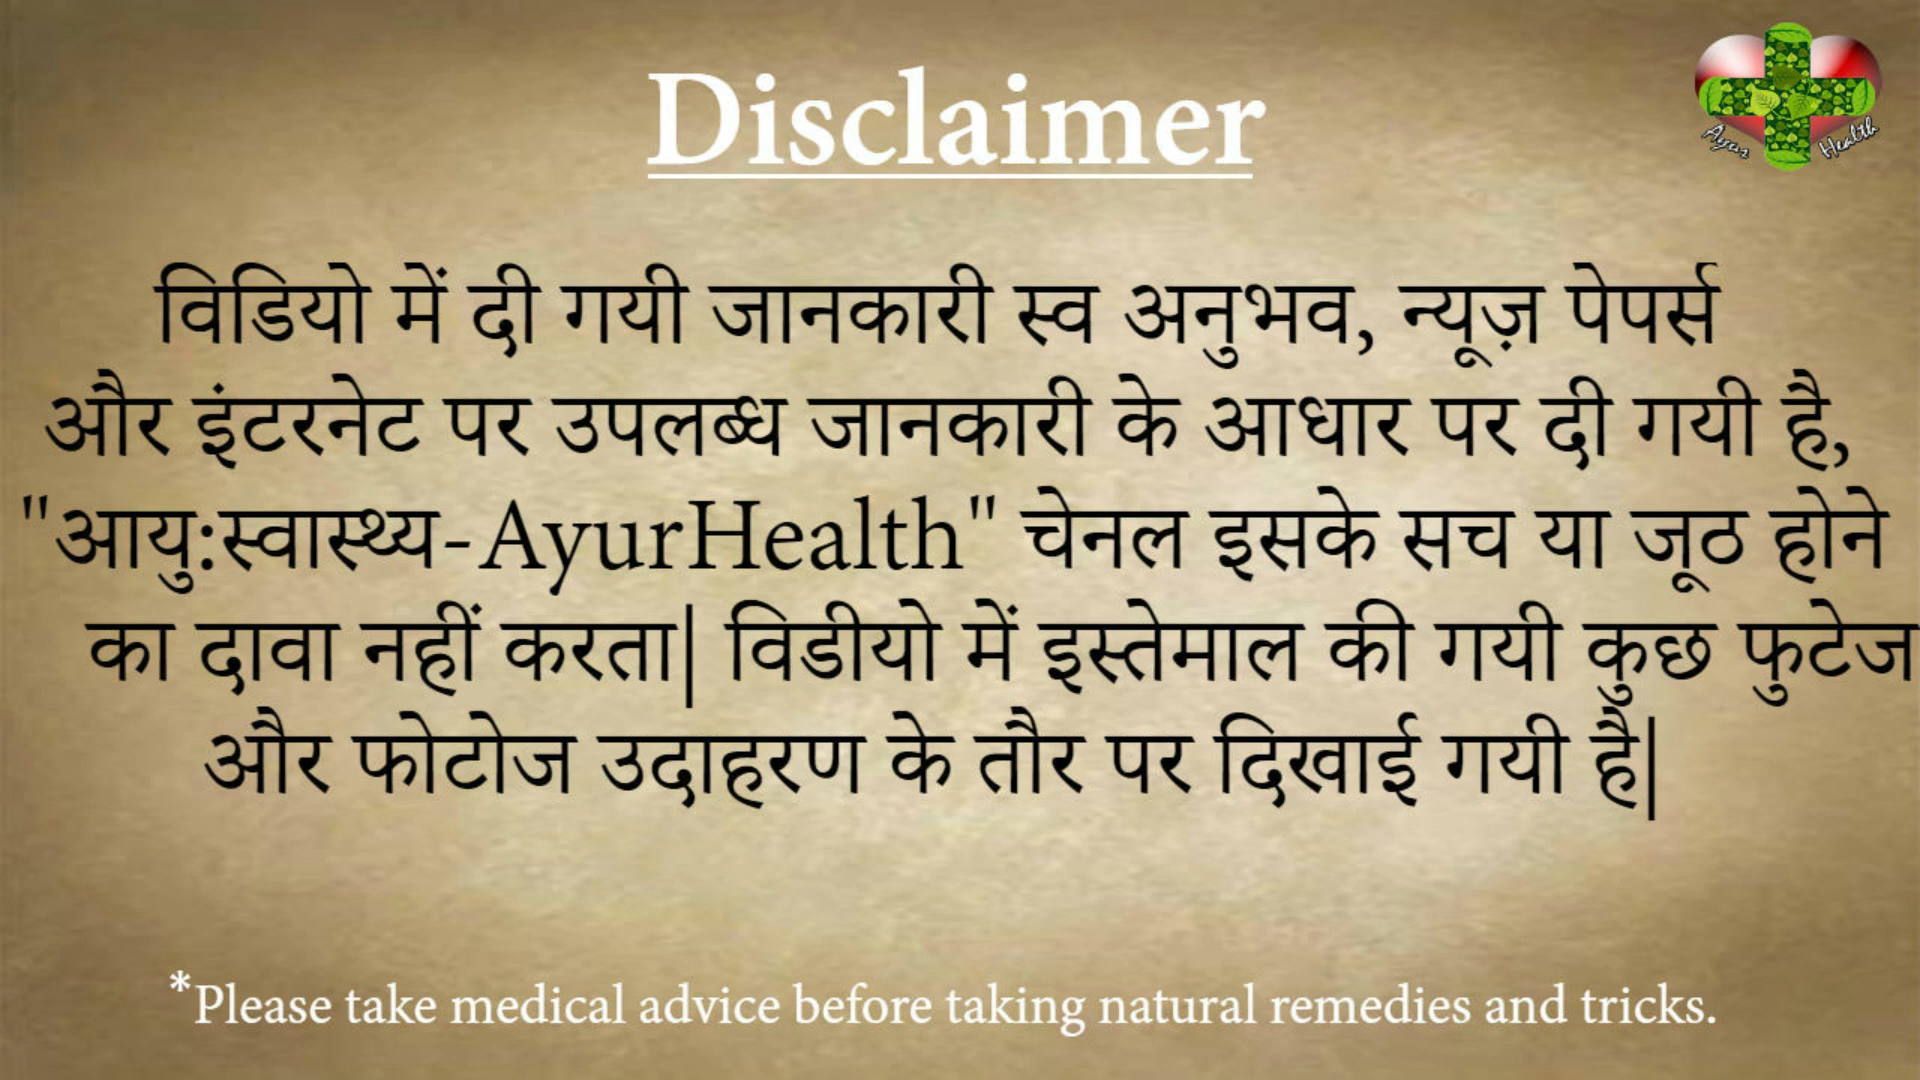 Disclaimer
Ayur Health
विडियो में दी गयी जानकारी स्व अनुभव, न्यूज़ पेपर्स
और इंटरनेट पर उपलब्ध जानकारी के आधार पर दी गयी है,
"आयु:स्वास्थ्य-AyurHealth" चेनल इसके सच या जूठ होने
का दावा नहीं करता| विडीयो में इस्तेमाल की गयी कुछ फुटेज
और फोटोज उदाहरण के तौर पर दिखाई गयी है|
*Please take medical advice before taking natural remedies and tricks.